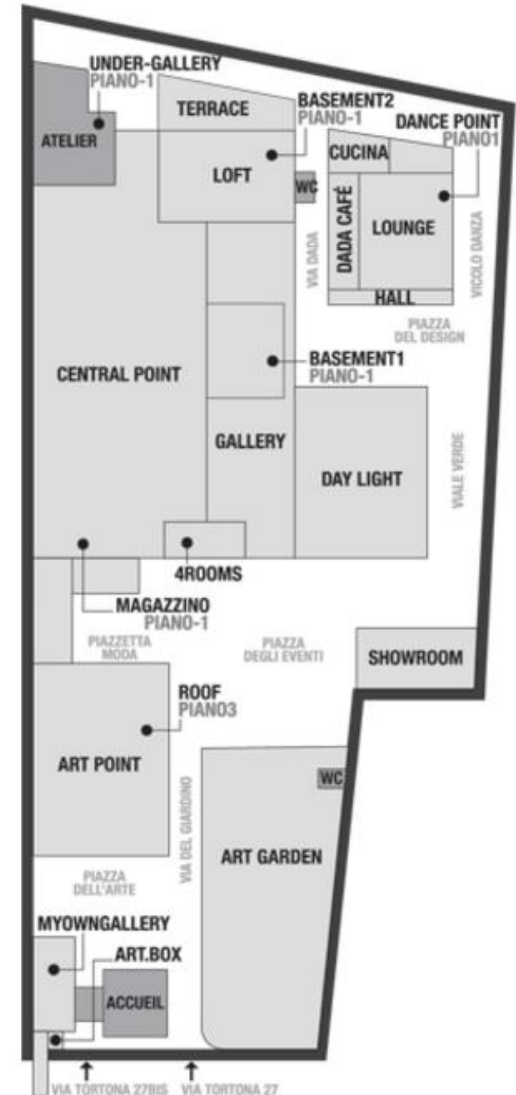 UNDER-GALLERY
PIANO-1
TERRACE
BASEMENT2
PIANO-1
DANCE POINT
PIANO1
ATELIER
LOFT
CUCINA
WC
DADA CAFÉ
LOUNGE
VIA DADA
VICOLO DANZA
HALL
PIAZZA
DEL DESIGN
CENTRAL POINT
BASEMENT1
PIANO-1
GALLERY
DAY LIGHT
VIALE VERDE
4ROOMS
MAGAZZINO
PIANO-1
PIAZZETTA
MODA
PIAZZA
DEGLI EVENTI
SHOWROOM
ROOF
PIANO3
ART POINT
WC
VIA DEL GIARDINO
ART GARDEN
PIAZZA
DELL'ARTE
MYOWNGALLERY
ART.BOX
ACCUEIL
VIA TORTONA 27BIS
VIA TORTONA 27